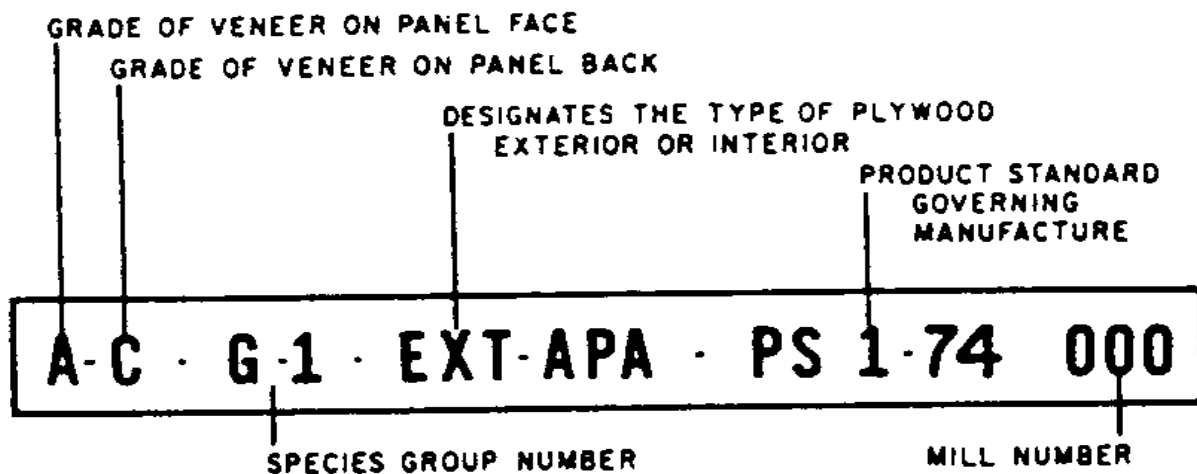 GRADE OF VENEER ON PANEL FACE
GRADE OF VENEER ON PANEL BACK
DESIGNATES THE TYPE OF PLYWOOD
EXTERIOR OR INTERIOR
PRODUCT STANDARD
GOVERNING
MANUFACTURE
A-C · G-1 · EXT-APA · PS 1-74 000
SPECIES GROUP NUMBER
MILL NUMBER